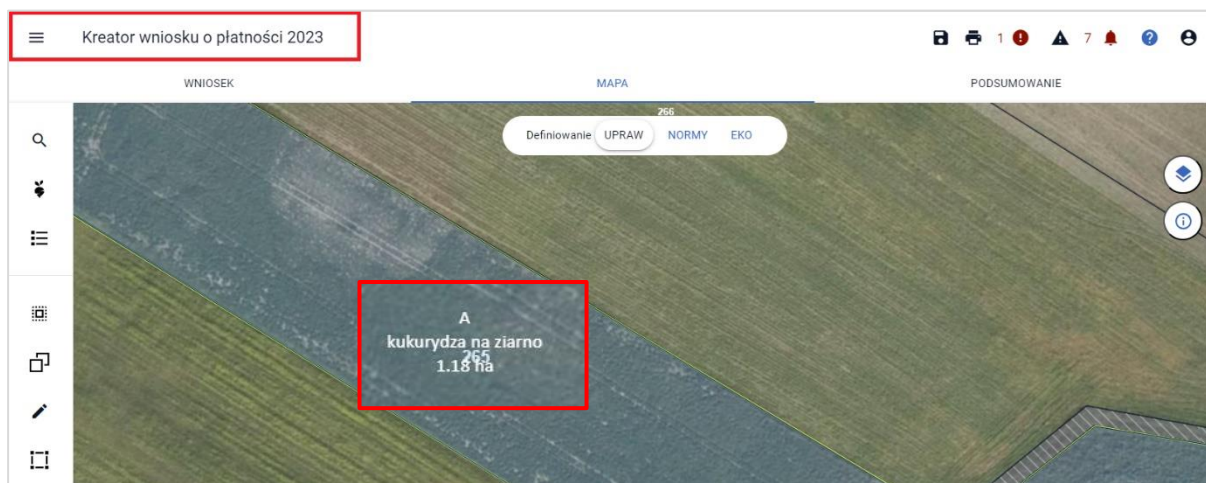 Kreator wniosku o płatności 2023
1
7
WNIOSEK
MAPA
PODSUMOWANIE
266
Definiowanie UPRAW NORMY EKO
A
kukurydza na ziarno
265
1.18 ha